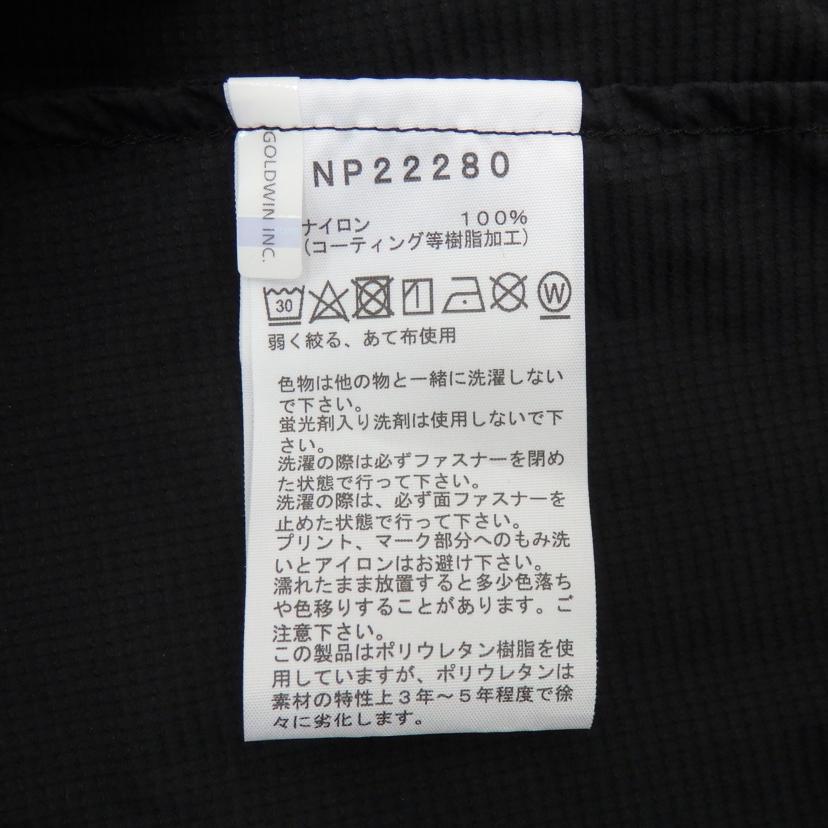 GOLDWIN INC.
NP22280
ナイロン 100%
(コーティング等樹脂加工)
30 W
弱く絞る、あて布使用
色物は他の物と一緒に洗濯しない
で下さい。
蛍光剤入り洗剤は使用しないで下
さい。
洗濯の際は必ずファスナーを閉め
た状態で行って下さい。
洗濯の際は、必ず面ファスナーを
止めた状態で行って下さい。
プリント、マーク部分へのもみ洗
いとアイロンはお避け下さい。
濡れたまま放置すると多少色落ち
や色移りすることがあります。ご
注意下さい。
この製品はポリウレタン樹脂を使
用していますが、ポリウレタンは
素材の特性上3年～5年程度で徐
々に劣化します。